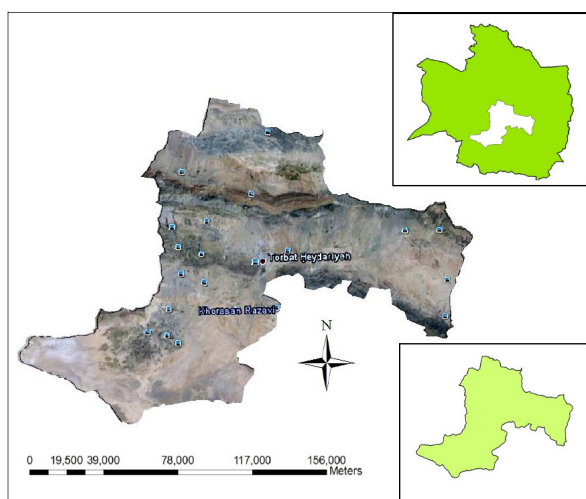 Torbat Heydariyeh
Khorasan Razavi
N
0 19,500 39,000 78,000 117,000 156,000
Meters